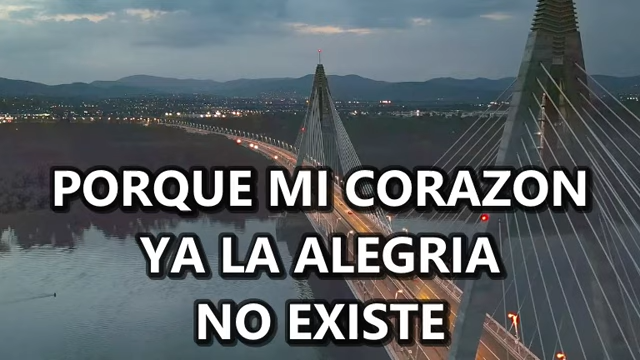 PORQUE MI CORAZON
YA LA ALEGRIA
NO EXISTE